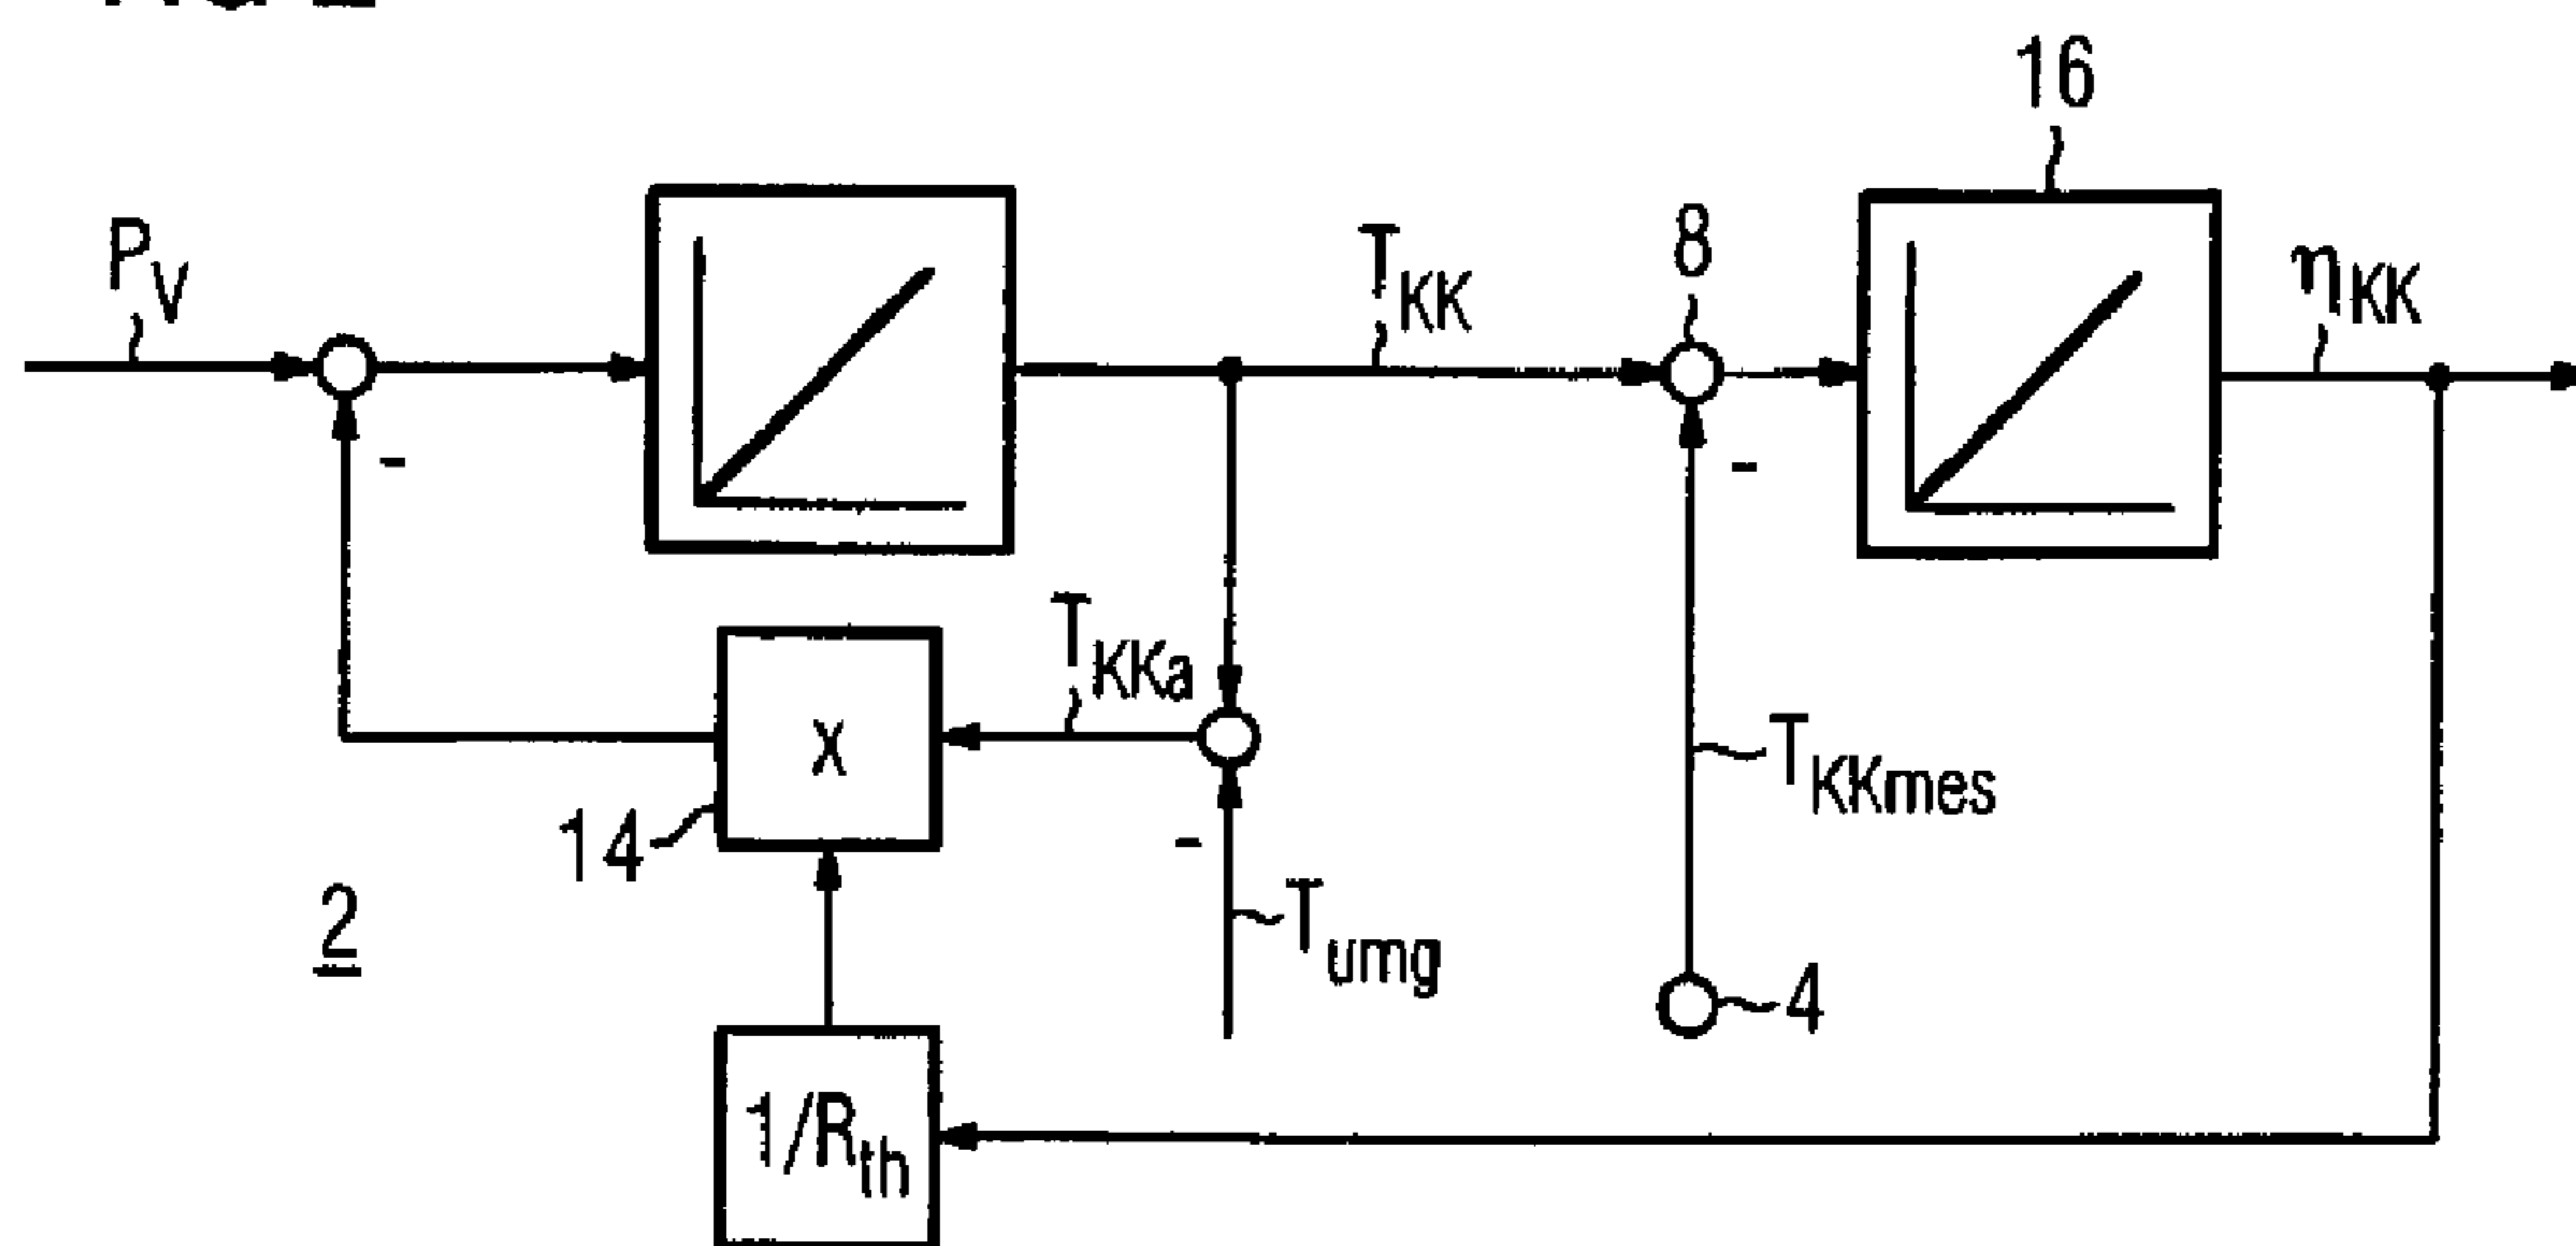 16
P_V
T_KK
8
η_KK
-
-
T_KKa
x
T_KKmes
14
-
2
T_umg
4
1/R_th